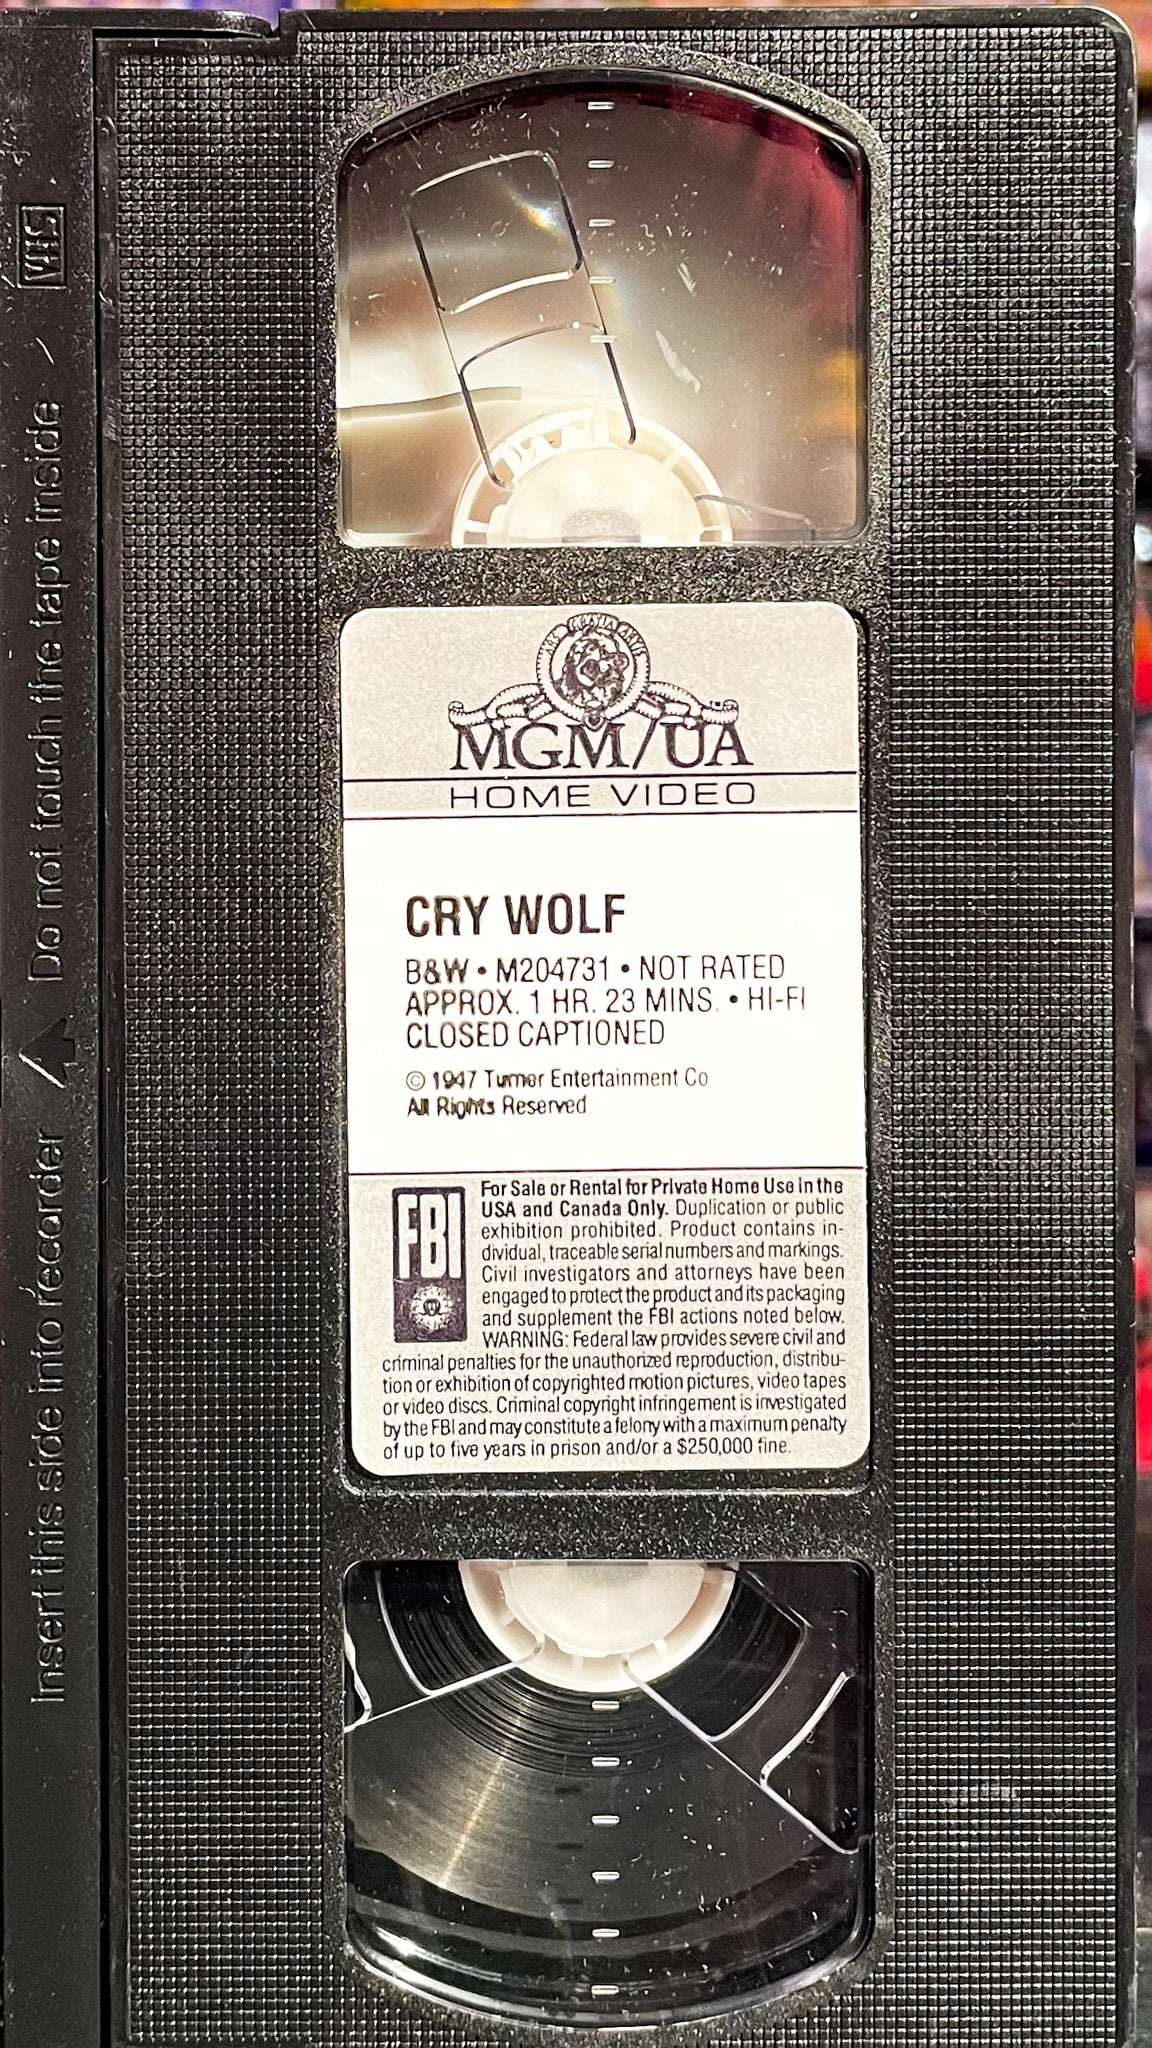 VHS
Do not touch the tape inside
Insert this side into recorder
ARS GRATIA ARTIS
MGM/UA
HOME VIDEO
CRY WOLF
B&W • M204731 • NOT RATED
APPROX. 1 HR. 23 MINS. • HI-FI
CLOSED CAPTIONED
© 1947 Turner Entertainment Co
All Rights Reserved
FBI
For Sale or Rental for Private Home Use in the
USA and Canada Only. Duplication or public
exhibition prohibited. Product contains in-
dividual, traceable serial numbers and markings.
Civil investigators and attorneys have been
engaged to protect the product and its packaging
and supplement the FBI actions noted below.
WARNING: Federal law provides severe civil and
criminal penalties for the unauthorized reproduction, distribu-
tion or exhibition of copyrighted motion pictures, video tapes
or video discs. Criminal copyright infringement is investigated
by the FBI and may constitute a felony with a maximum penalty
of up to five years in prison and/or a $250,000 fine.